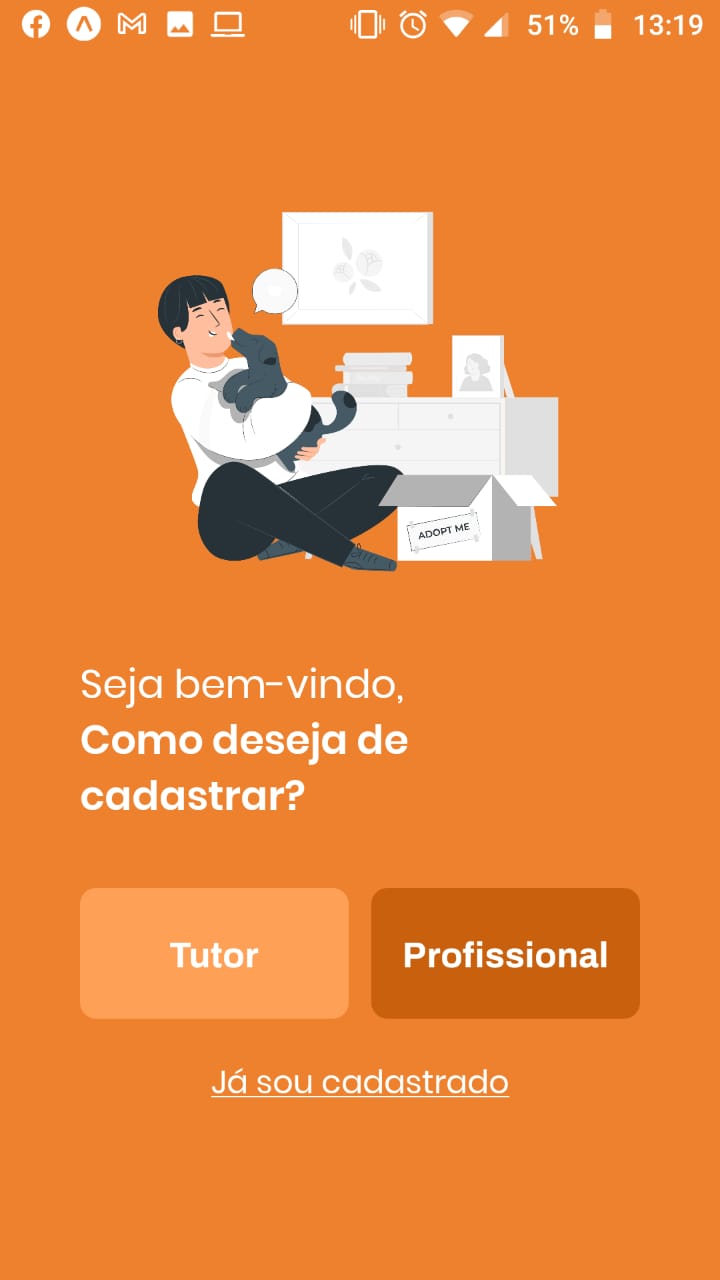 51% 13:19
ADOPT ME
Seja bem-vindo,
Como deseja de
cadastrar?
Tutor Profissional
Já sou cadastrado